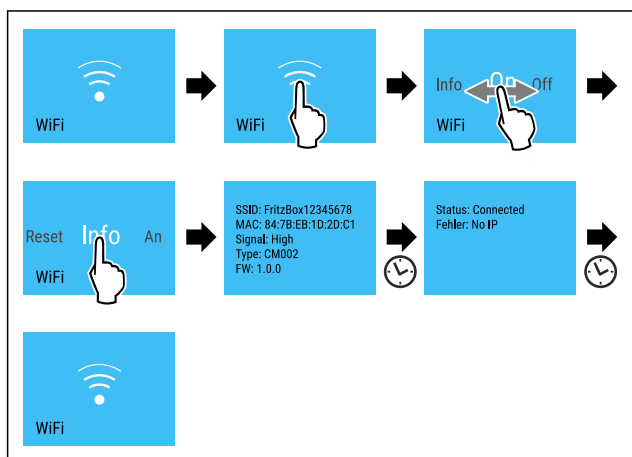 WiFi
WiFi
Info On Off
WiFi
Reset Info An
WiFi
SSID: FritzBox12345678
MAC: 84:7B:EB:1D:2D:C1
Signal: High
Type: CM002
FW: 1.0.0
Status: Connected
Fehler: No IP
WiFi